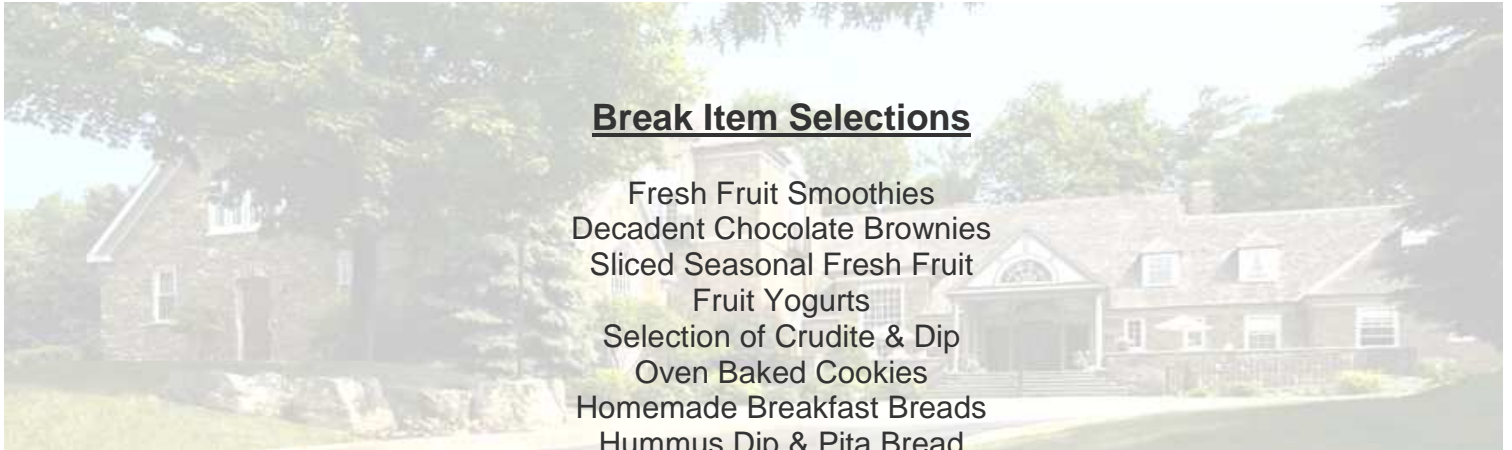 Break Item Selections
Fresh Fruit Smoothies
Decadent Chocolate Brownies
Sliced Seasonal Fresh Fruit
Fruit Yogurts
Selection of Crudite & Dip
Oven Baked Cookies
Homemade Breakfast Breads
Hummus Dip & Pita Bread